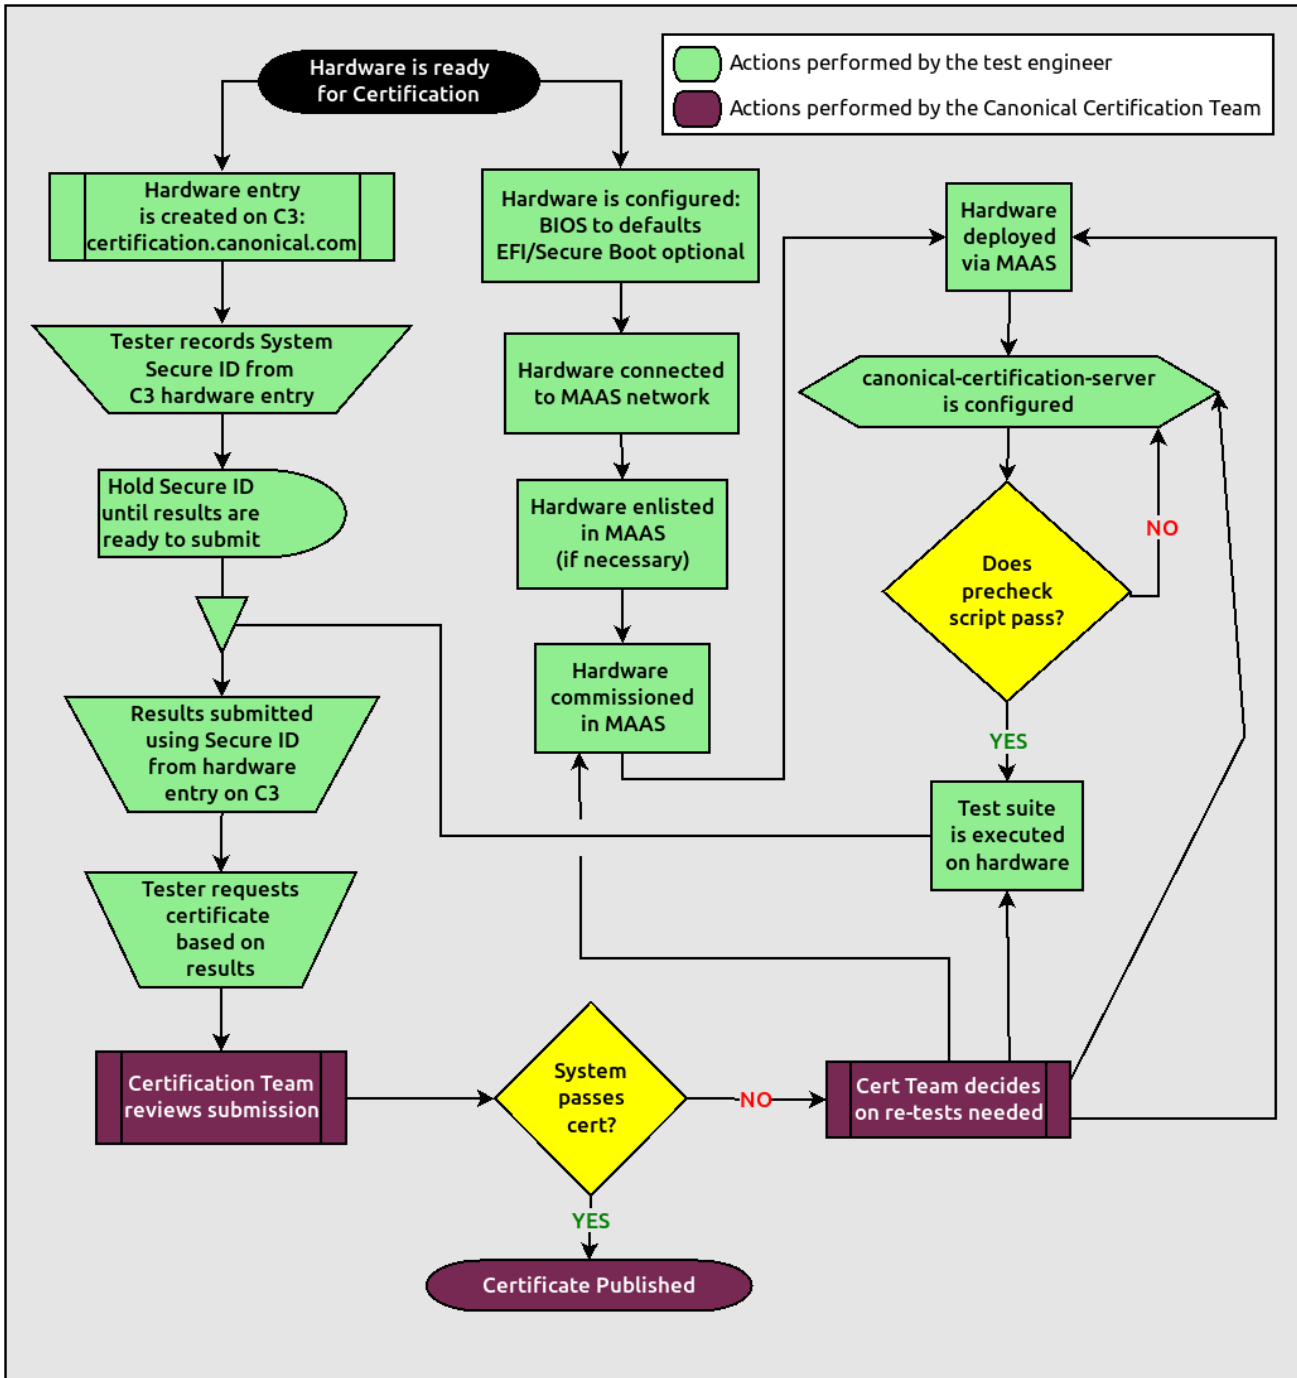 Hardware is ready
for Certification
Actions performed by the test engineer
Actions performed by the Canonical Certification Team
Hardware entry
is created on C3:
certification.canonical.com
Tester records System
Secure ID from
C3 hardware entry
Hold Secure ID
until results are
ready to submit
Results submitted
using Secure ID
from hardware
entry on C3
Tester requests
certificate
based on
results
Certification Team
reviews submission
Hardware is configured:
BIOS to defaults
EFI/Secure Boot optional
Hardware connected
to MAAS network
Hardware enlisted
in MAAS
(if necessary)
Hardware
commissioned
in MAAS
Hardware
deployed
via MAAS
canonical-certification-server
is configured
Does
precheck
script pass?
NO
YES
Test suite
is executed
on hardware
System
passes
cert?
NO
Cert Team decides
on re-tests needed
YES
Certificate Published